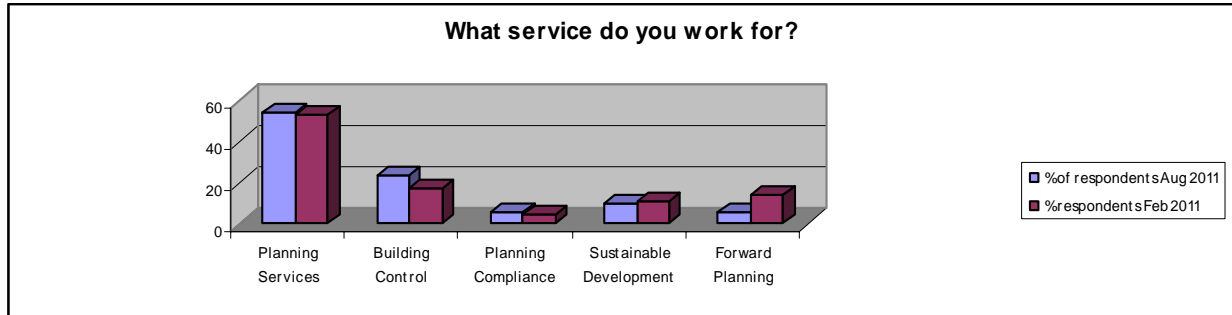 What service do you work for?
60
40
20
0
Planning Services
Building Control
Planning Compliance
Sustainable Development
Forward Planning
%of respondents Aug 2011
%respondents Feb 2011